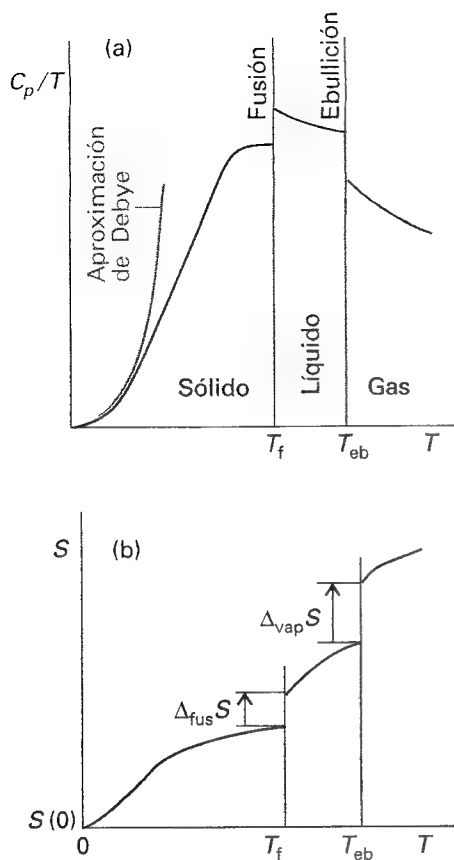 (a)
C_p/T
Aproximación
de Debye
Fusión
Ebullición
Sólido
Líquido
Gas
T_f
T_eb
T
(b)
S
Δ_vap S
Δ_fus S
S(0)
0
T_f
T_eb
T